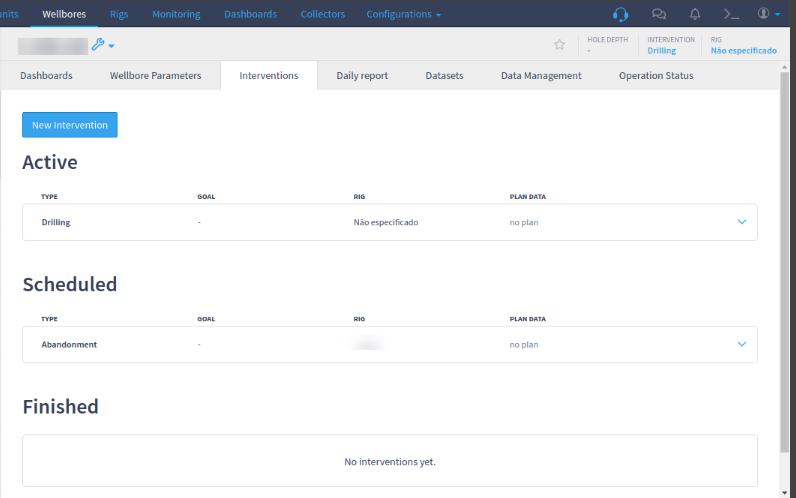 Wellbores Rigs Monitoring Dashboards Collectors Configurations
HOLE DEPTH INTERVENTION RIG
- Drilling Não especificado
Dashboards Wellbore Parameters Interventions Daily report Datasets Data Management Operation Status
New Intervention
Active
TYPE GOAL RIG PLAN DATA
Drilling - Não especificado no plan
Scheduled
TYPE GOAL RIG PLAN DATA
Abandonment - no plan
Finished
No interventions yet.